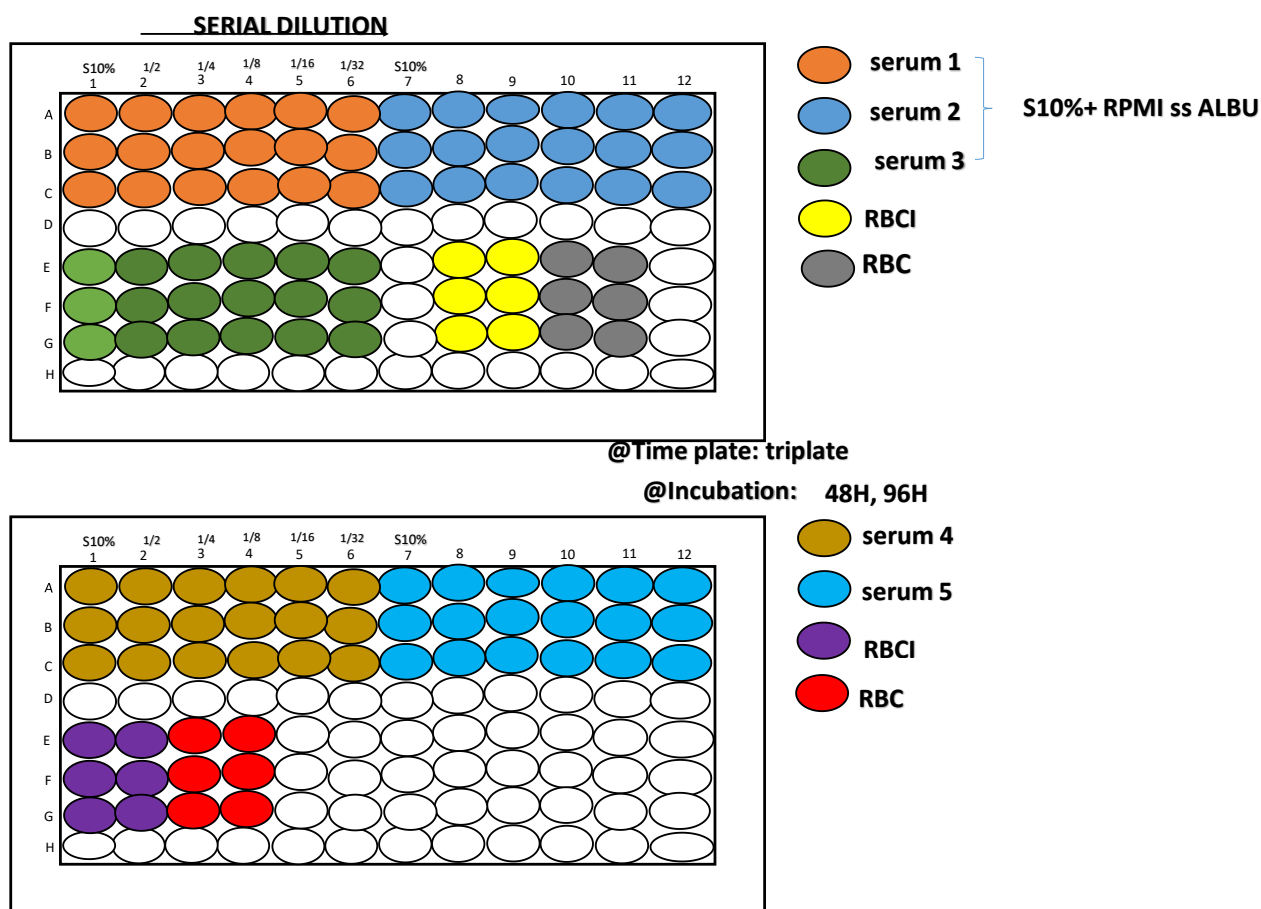 SERIAL DILUTION
S10% 1/2 1/4 1/8 1/16 1/32 S10%
1 2 3 4 5 6 7 8 9 10 11 12
A
B
C
D
E
F
G
H
serum 1
serum 2
serum 3
RBCI
RBC
S10%+ RPMI ss ALBU
@Time plate: triplate
@Incubation: 48H, 96H
S10% 1/2 1/4 1/8 1/16 1/32 S10%
1 2 3 4 5 6 7 8 9 10 11 12
A
B
C
D
E
F
G
H
serum 4
serum 5
RBCI
RBC